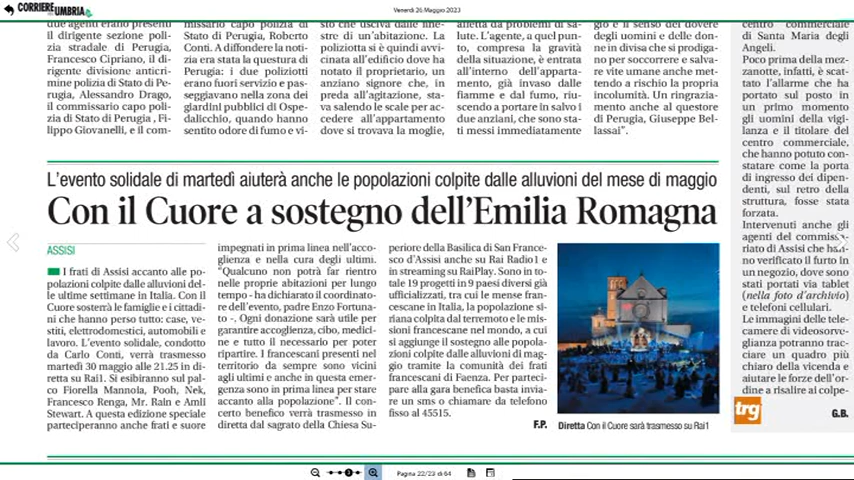 CORRIERE
dell'UMBRIA
Venerdì 26 Maggio 2023
due agenti erano presenti
il dirigente sezione poli-
zia stradale di Perugia,
Francesco Cipriano, il di-
rigente divisione anticri-
mine polizia di Stato di Pe-
rugia, Alessandro Drago,
il commissario capo poli-
zia di Stato di Perugia , Fi-
lippo Giovanelli, e il com-
missario capo polizia di
Stato di Perugia, Roberto
Conti. A diffondere la noti-
zia era stata la questura di
Perugia: i due poliziotti
erano fuori servizio e pas-
seggiavano nella zona dei
giardini pubblici di Ospe-
dalicchio, quando hanno
sentito odore di fumo e vi-
sto che usciva dalle fine-
stre di un'abitazione. La
poliziotta si è quindi avvi-
cinata all'edificio dove ha
notato il proprietario, un
anziano signore che, in
preda all'agitazione, sta-
va salendo le scale per ac-
cedere all'appartamento
dove si trovava la moglie,
affetta da problemi di sa-
lute. L'agente, a quel pun-
to, compresa la gravità
della situazione, è entrata
all'interno dell'apparta-
mento, già invaso dalle
fiamme e dal fumo, riu-
scendo a portare in salvo i
due anziani, che sono sta-
ti messi immediatamente
gio e il senso del dovere
degli uomini e delle don-
ne in divisa che si prodiga-
no per soccorrere e salva-
re vite umane anche met-
tendo a rischio la propria
incolumità. Un ringrazia-
mento anche al questore
di Perugia, Giuseppe Bel-
lassai".
L'evento solidale di martedì aiuterà anche le popolazioni colpite dalle alluvioni del mese di maggio
Con il Cuore a sostegno dell'Emilia Romagna
ASSISI
I frati di Assisi accanto alle po-
polazioni colpite dalle alluvioni del-
le ultime settimane in Italia. Con il
Cuore sosterrà le famiglie e i cittadi-
ni che hanno perso tutto: case, ve-
stiti, elettrodomestici, automobili e
lavoro. L'evento solidale, condotto
da Carlo Conti, verrà trasmesso
martedì 30 maggio alle 21.25 in di-
retta su Rai1. Si esibiranno sul pal-
co Fiorella Mannoia, Pooh, Nek,
Francesco Renga, Mr. Rain e Amii
Stewart. A questa edizione speciale
parteciperanno anche frati e suore
impegnati in prima linea nell'acco-
glienza e nella cura degli ultimi.
"Qualcuno non potrà far rientro
nelle proprie abitazioni per lungo
tempo - ha dichiarato il coordinato-
re dell'evento, padre Enzo Fortuna-
to -. Ogni donazione sarà utile per
garantire accoglienza, cibo, medici-
ne e tutto il necessario per poter
ripartire. I francescani presenti nel
territorio da sempre sono vicini
agli ultimi e anche in questa emer-
genza sono in prima linea per stare
accanto alla popolazione". Il con-
certo benefico verrà trasmesso in
diretta dal sagrato della Chiesa Su-
periore della Basilica di San France-
sco d'Assisi anche su Rai Radio1 e
in streaming su RaiPlay. Sono in to-
tale 19 progetti in 9 paesi diversi già
ufficializzati, tra cui le mense fran-
cescane in Italia, la popolazione si-
riana colpita dal terremoto e le mis-
sioni francescane nel mondo, a cui
si aggiunge il sostegno alle popola-
zioni colpite dalle alluvioni di mag-
gio tramite la comunità dei frati
francescani di Faenza. Per parteci-
pare alla gara benefica basta invia-
re un sms o chiamare da telefono
fisso al 45515.
F.P.
Diretta Con il Cuore sarà trasmesso su Rai1
centro commerciale
di Santa Maria degli
Angeli.
Poco prima della mez-
zanotte, infatti, è scat-
tato l'allarme che ha
portato sul posto in
un primo momento
gli uomini della vigi-
lanza e il titolare del
centro commerciale,
che hanno potuto con-
statare come la porta
di ingresso dei dipen-
denti, sul retro della
struttura, fosse stata
forzata.
Intervenuti anche gli
agenti del commissa-
riato di Assisi che han-
no verificato il furto in
un negozio, dove sono
stati portati via tablet
(nella foto d'archivio)
e telefoni cellulari.
Le immagini delle tele-
camere di videosorve-
glianza potranno trac-
ciare un quadro più
chiaro della vicenda e
aiutare le forze dell'or-
dine a risalire ai colpe-
G.B.
trg
Pagina 22/23 di 64